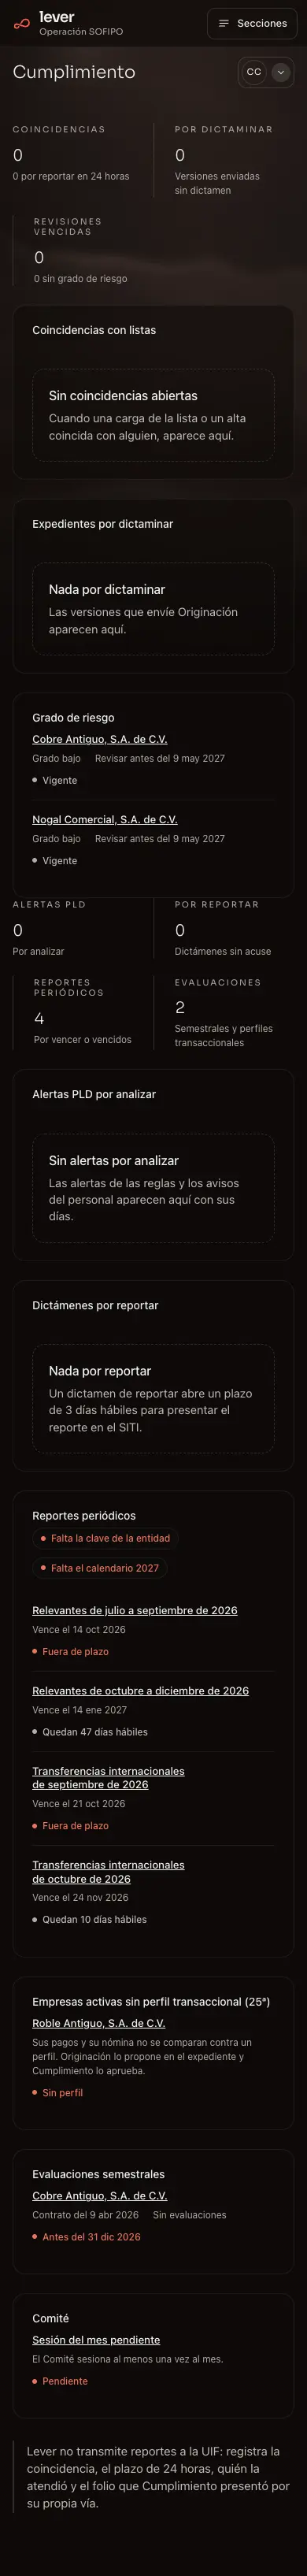 lever
Operación SOFIPO
Secciones
Cumplimiento
CC
COINCIDENCIAS
0
0 por reportar en 24 horas
POR DICTAMINAR
0
Versiones enviadas
sin dictamen
REVISIONES
VENCIDAS
0
0 sin grado de riesgo
Coincidencias con listas
Sin coincidencias abiertas
Cuando una carga de la lista o un alta
coincida con alguien, aparece aquí.
Expedientes por dictaminar
Nada por dictaminar
Las versiones que envíe Originación
aparecen aquí.
Grado de riesgo
Cobre Antiguo, S.A. de C.V.
Grado bajo Revisar antes del 9 may 2027
Vigente
Nogal Comercial, S.A. de C.V.
Grado bajo Revisar antes del 9 may 2027
Vigente
ALERTAS PLD
0
Por analizar
POR REPORTAR
0
Dictámenes sin acuse
REPORTES
PERIÓDICOS
4
Por vencer o vencidos
EVALUACIONES
2
Semestrales y perfiles
transaccionales
Alertas PLD por analizar
Sin alertas por analizar
Las alertas de las reglas y los avisos
del personal aparecen aquí con sus
días.
Dictámenes por reportar
Nada por reportar
Un dictamen de reportar abre un plazo
de 3 días hábiles para presentar el
reporte en el SITI.
Reportes periódicos
Falta la clave de la entidad
Falta el calendario 2027
Relevantes de julio a septiembre de 2026
Vence el 14 oct 2026
Fuera de plazo
Relevantes de octubre a diciembre de 2026
Vence el 14 ene 2027
Quedan 47 días hábiles
Transferencias internacionales
de septiembre de 2026
Vence el 21 oct 2026
Fuera de plazo
Transferencias internacionales
de octubre de 2026
Vence el 24 nov 2026
Quedan 10 días hábiles
Empresas activas sin perfil transaccional (25ª)
Roble Antiguo, S.A. de C.V.
Sus pagos y su nómina no se comparan contra un
perfil. Originación lo propone en el expediente y
Cumplimiento lo aprueba.
Sin perfil
Evaluaciones semestrales
Cobre Antiguo, S.A. de C.V.
Contrato del 9 abr 2026 Sin evaluaciones
Antes del 31 dic 2026
Comité
Sesión del mes pendiente
El Comité sesiona al menos una vez al mes.
Pendiente
Lever no transmite reportes a la UIF: registra la
coincidencia, el plazo de 24 horas, quién la
atendió y el folio que Cumplimiento presentó por
su propia vía.